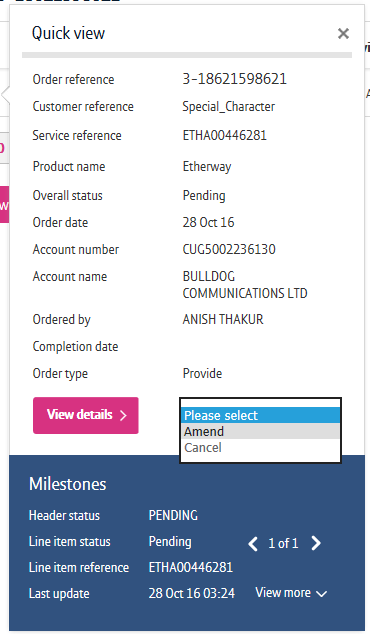 Quick view ×
Order reference 3-18621598621
Customer reference Special_Character
Service reference ETHA00446281
Product name Etherway
Overall status Pending
Order date 28 Oct 16
Account number CUG5002236130
Account name BULLDOG
COMMUNICATIONS LTD
Ordered by ANISH THAKUR
Completion date
Order type Provide
View details
Please select
Amend
Cancel
Milestones
Header status PENDING
Line item status Pending 1 of 1
Line item reference ETHA00446281
Last update 28 Oct 16 03:24 View more